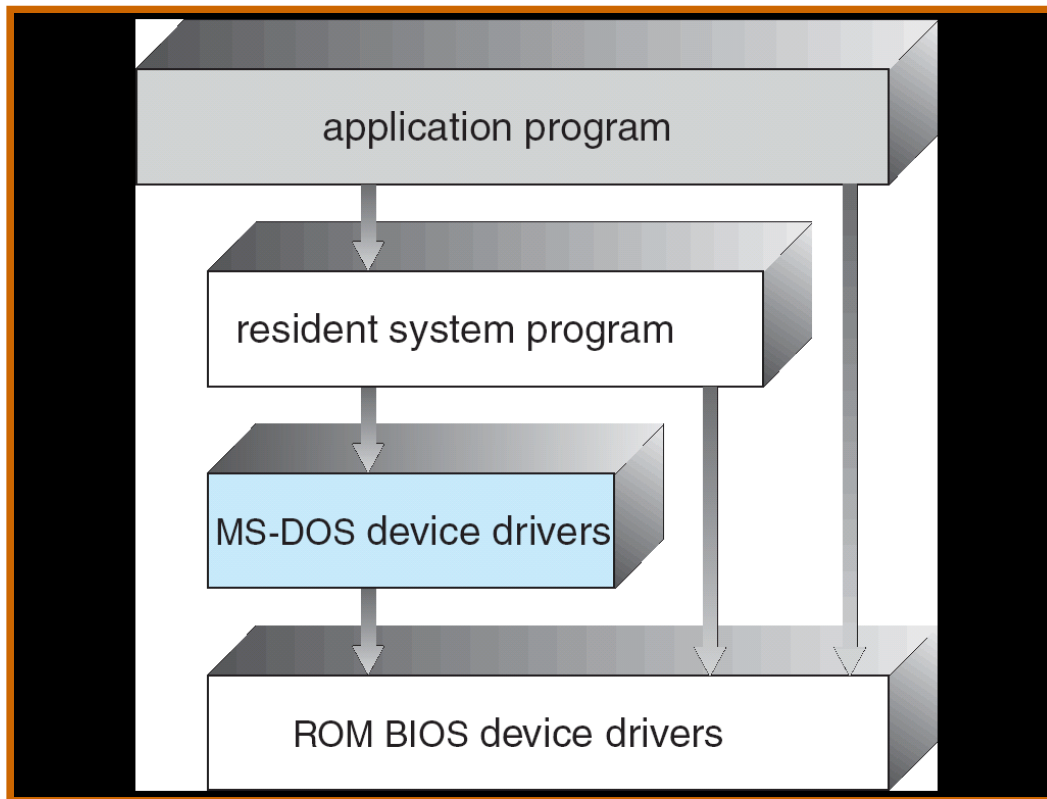 application program
resident system program
MS-DOS device drivers
ROM BIOS device drivers